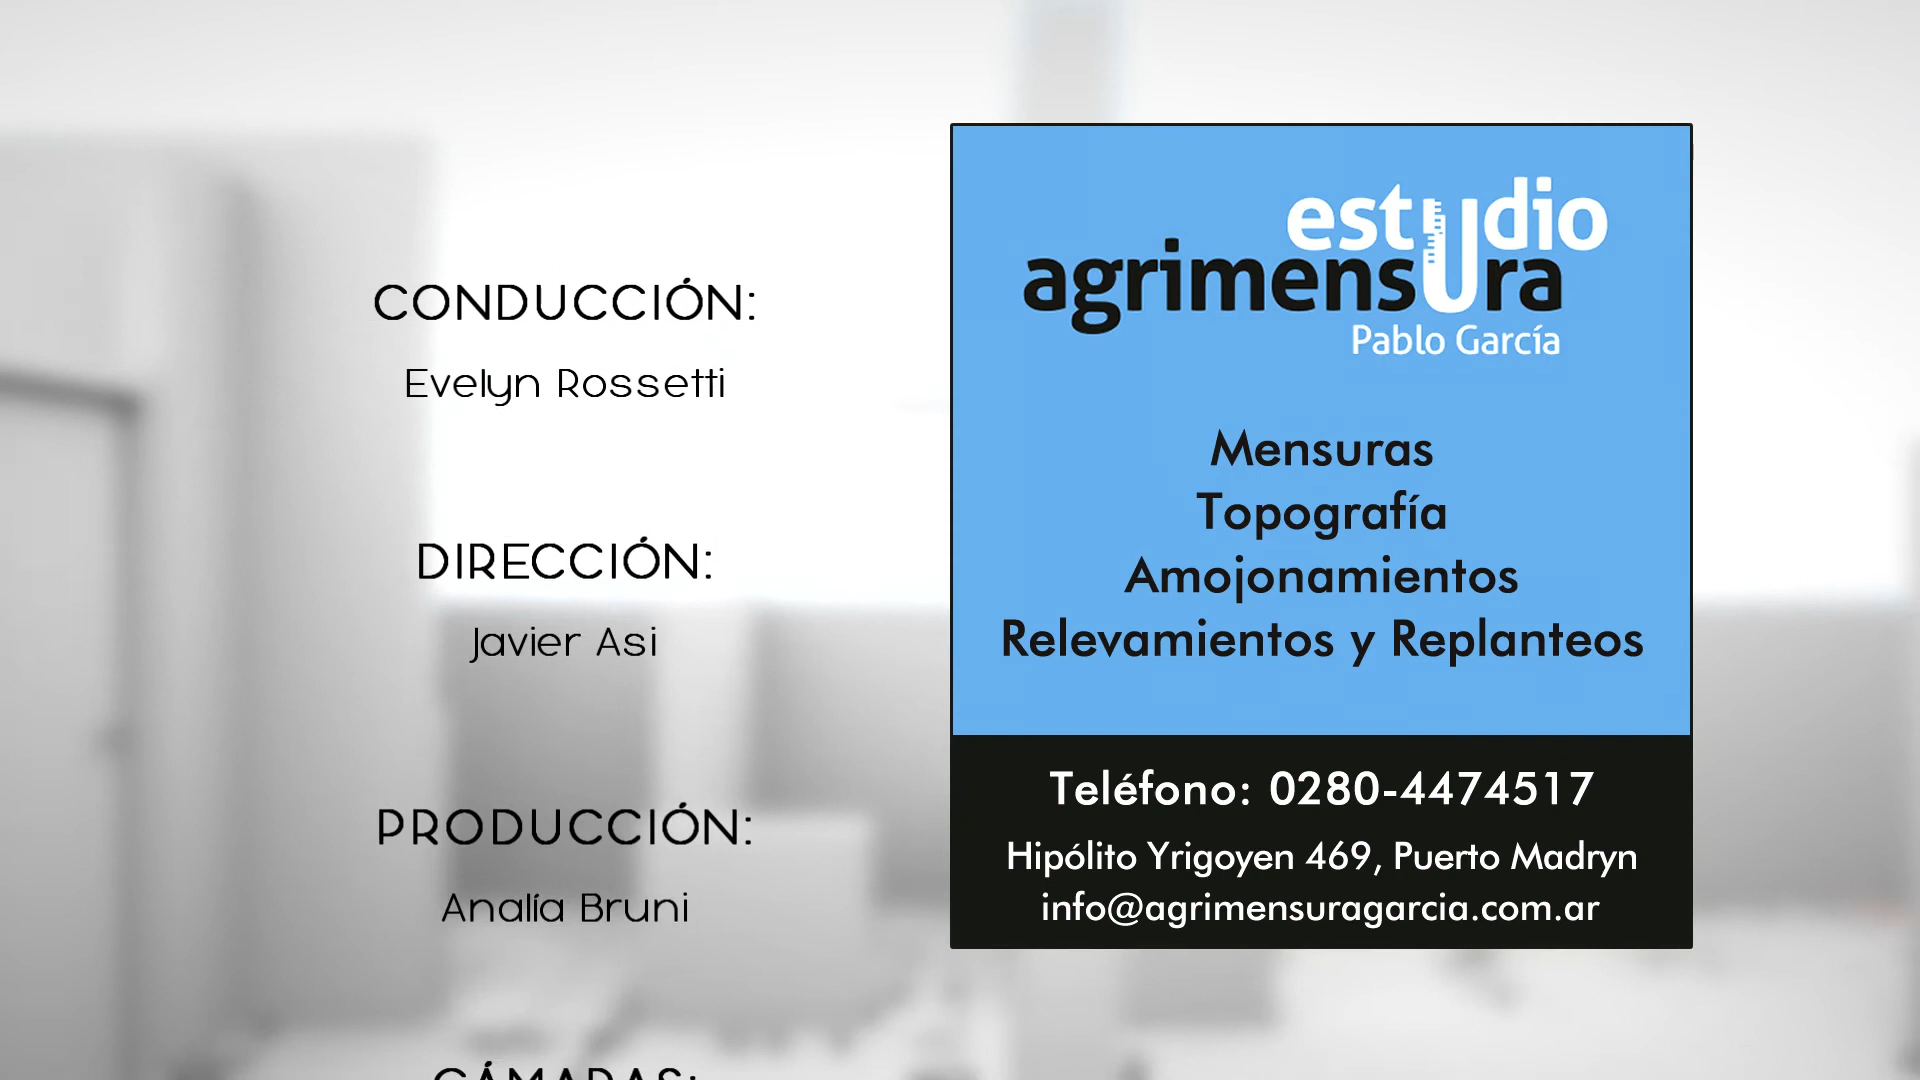 CONDUCCIÓN:
Evelyn Rossetti
DIRECCIÓN:
Javier Asi
PRODUCCIÓN:
Analía Bruni
CÁMARAS:
estudio
agrimensura
Pablo García
Mensuras
Topografía
Amojonamientos
Relevamientos y Replanteos
Teléfono: 0280-4474517
Hipólito Yrigoyen 469, Puerto Madryn
info@agrimensuragarcia.com.ar